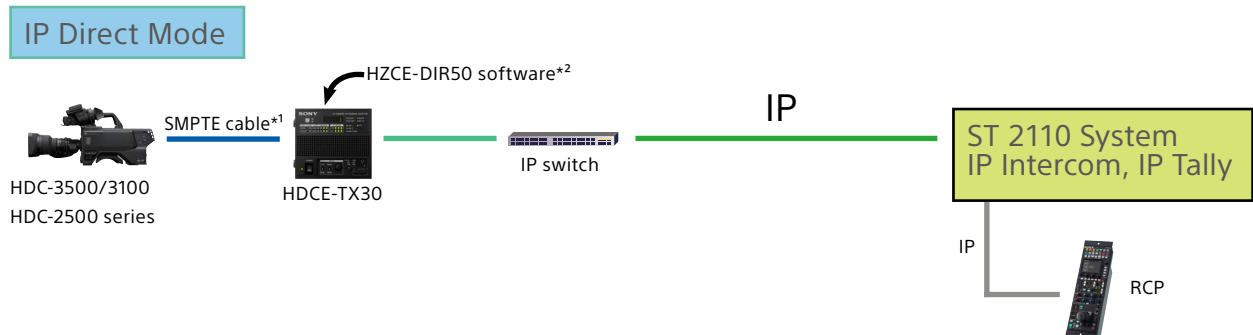 IP Direct Mode
HZCE-DIR50 software*²
SMPTE cable*¹
SONY
IP
ST 2110 System
IP Intercom, IP Tally
IP switch
HDC-3500/3100
HDC-2500 series
HDCE-TX30
IP
RCP